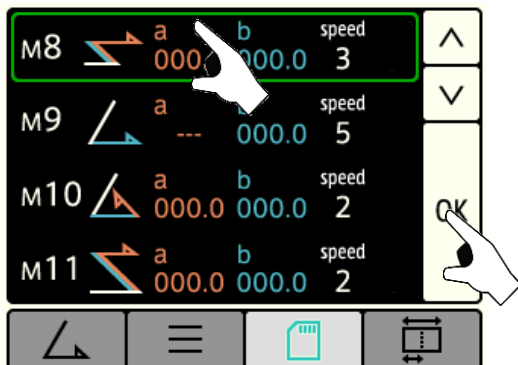 M8 a b speed
000. 000.0 3
M9 a speed
--- 000.0 5
M10 a b speed
000.0 000.0 2
OK
M11 a b speed
000.0 000.0 2